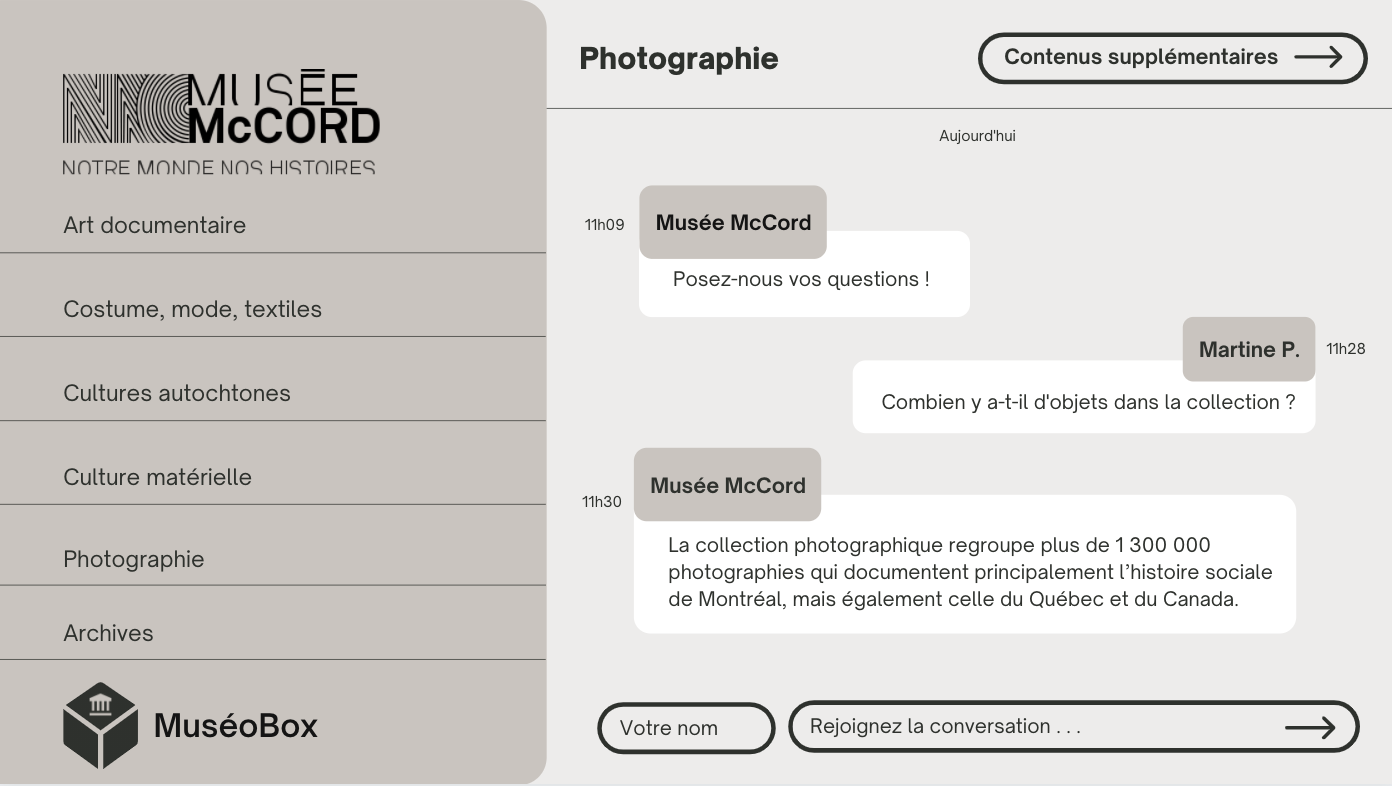 MUSÉE
McCORD
NOTRE MONDE NOS HISTOIRES
Art documentaire
Costume, mode, textiles
Cultures autochtones
Culture matérielle
Photographie
Archives
MuséoBox
Photographie
Contenus supplémentaires
Aujourd'hui
11h09
Musée McCord
Posez-nous vos questions !
Martine P.
11h28
Combien y a-t-il d'objets dans la collection ?
Musée McCord
11h30
La collection photographique regroupe plus de 1 300 000
photographies qui documentent principalement l’histoire sociale
de Montréal, mais également celle du Québec et du Canada.
Votre nom
Rejoignez la conversation . . .